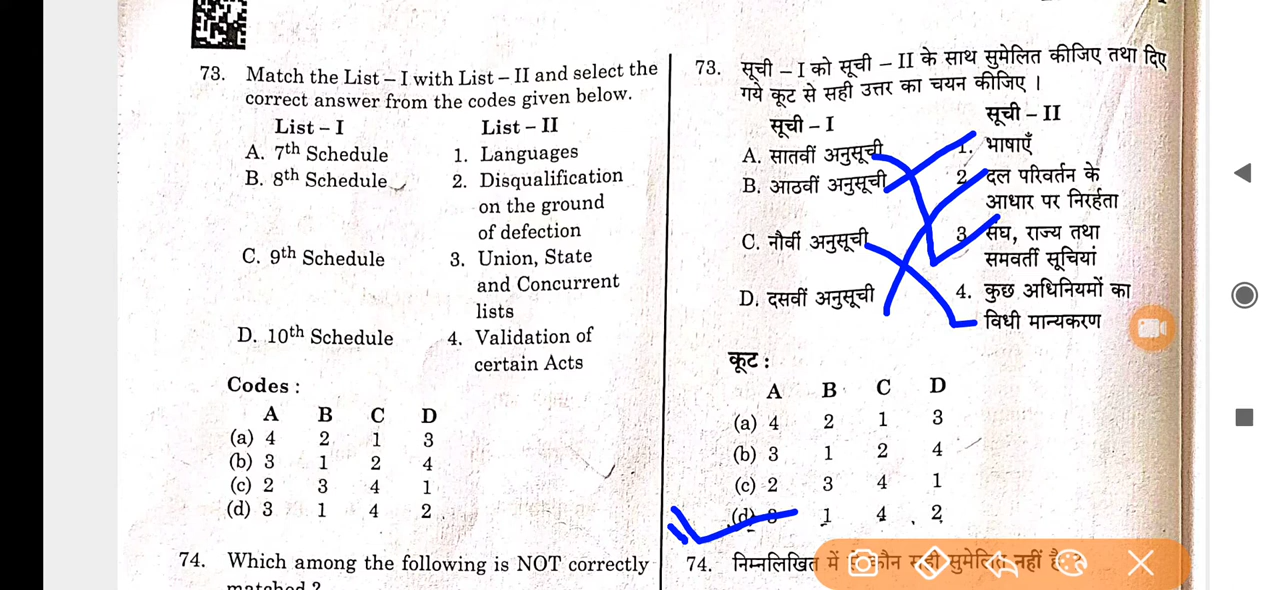 73. Match the List – I with List – II and select the
correct answer from the codes given below.
List – I List – II
A. 7th Schedule 1. Languages
B. 8th Schedule 2. Disqualification
on the ground
of defection
C. 9th Schedule 3. Union, State
and Concurrent
lists
D. 10th Schedule 4. Validation of
certain Acts
Codes :
A B C D
(a) 4 2 1 3
(b) 3 1 2 4
(c) 2 3 4 1
(d) 3 1 4 2
74. Which among the following is NOT correctly
matched ?
73. सूची – I को सूची – II के साथ सुमेलित कीजिए तथा दिए
गये कूट से सही उत्तर का चयन कीजिए ।
सूची – I सूची – II
A. सातवीं अनुसूची 1. भाषाएँ
B. आठवीं अनुसूची 2. दल परिवर्तन के
आधार पर निरर्हता
C. नौवीं अनुसूची 3. संघ, राज्य तथा
समवर्ती सूचियां
D. दसवीं अनुसूची 4. कुछ अधिनियमों का
विधी मान्यकरण
कूट :
A B C D
(a) 4 2 1 3
(b) 3 1 2 4
(c) 2 3 4 1
(d) 3 1 4 2
74. निम्नलिखित में से कौन सही सुमेलित नहीं है ?